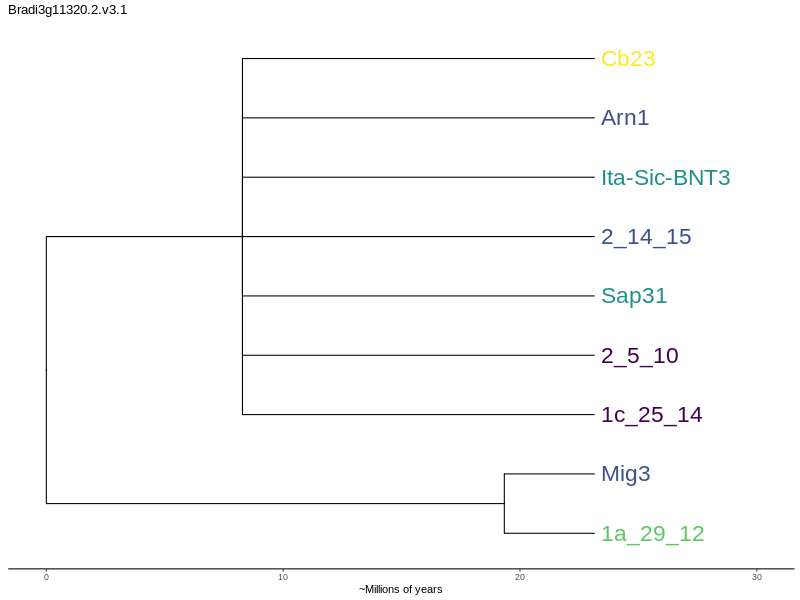 Bradi3g11320.2.v3.1
Cb23
Arn1
Ita-Sic-BNT3
2_14_15
Sap31
2_5_10
1c_25_14
Mig3
1a_29_12
0 10 20 30
~Millions of years